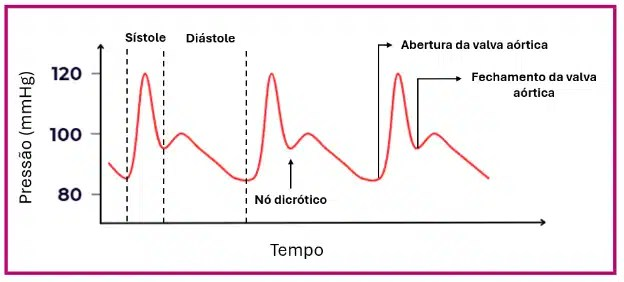 Sístole
Diástole
Abertura da valva aórtica
Fechamento da valva
aórtica
Pressão (mmHg)
120
100
80
Nó dicrótico
Tempo